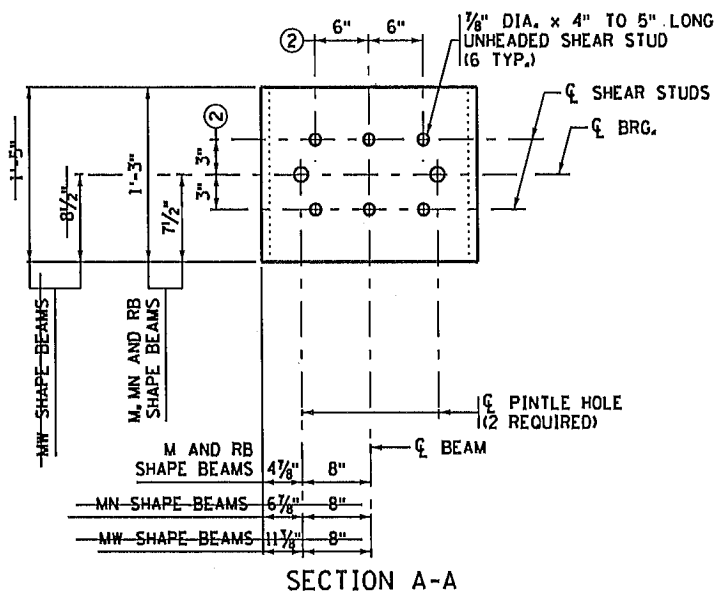 6" 6"
⅞" DIA. x 4" TO 5" LONG
UNHEADED SHEAR STUD
(6 TYP.)
2
℄ SHEAR STUDS
℄ BRG.
2
3"
3"
1'-5"
8½"
1'-3"
7½"
MW SHAPE BEAMS
M, MN AND RB
SHAPE BEAMS
℄ PINTLE HOLE
(2 REQUIRED)
℄ BEAM
M AND RB
SHAPE BEAMS 4⅞" 8"
MN SHAPE BEAMS 6⅞" 8"
MW SHAPE BEAMS 11⅞" 8"
SECTION A-A